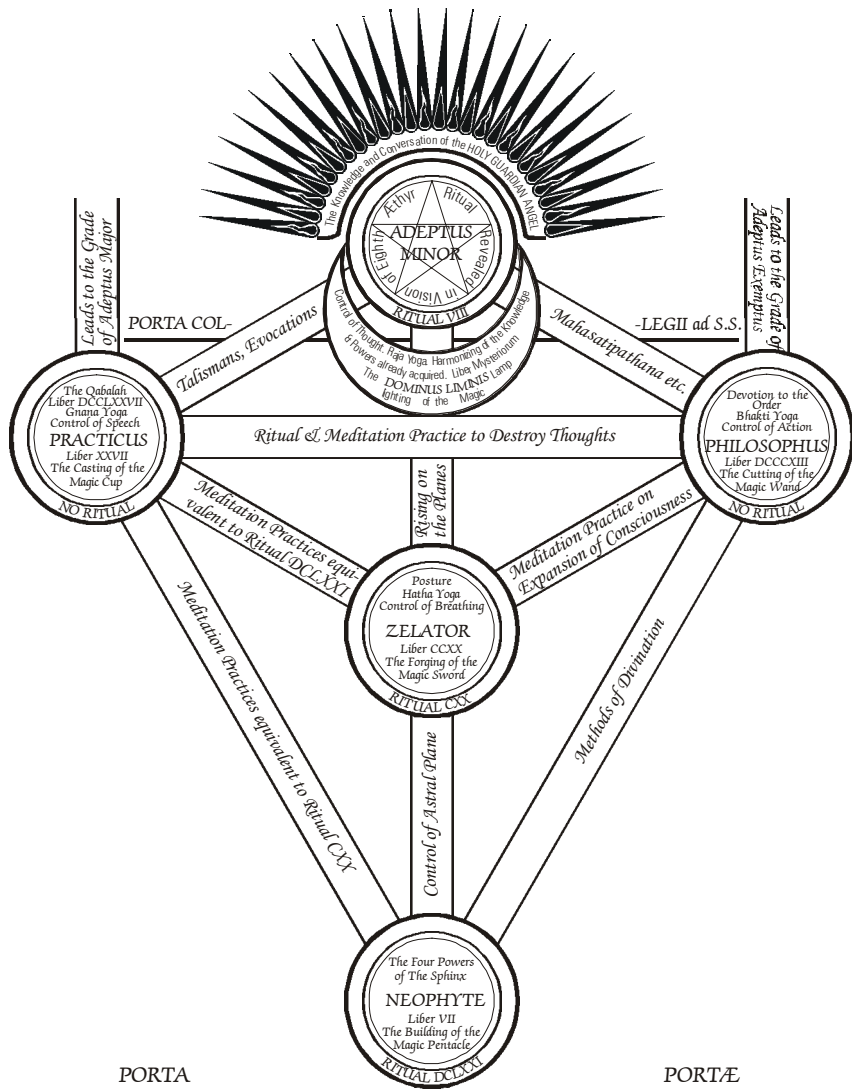 The Knowledge and Conversation of the HOLY GUARDIAN ANGEL
Æthyr Ritual Revealed in Vision of Eighth
ADEPTUS
MINOR
RITUAL VIII
Leads to the Grade
of Adeptus Major
Leads to the Grade of
Adeptus Exemptus
PORTA COL-
-LEGII ad S.S.
Talismans, Evocations
Mahasatipathana etc.
Control of Thought. Raja Yoga. Harmonizing of the Knowledge
& Powers already acquired. Liber Mysteriorum
The DOMINUS LIMINIS Lamp
lighting of the Magic
The Qabalah
Liber DCCLXXVII
Gnana Yoga
Control of Speech
PRACTICUS
Liber XXVII
The Casting of the
Magic Cup
NO RITUAL
Ritual & Meditation Practice to Destroy Thoughts
Devotion to the
Order
Bhakti Yoga
Control of Action
PHILOSOPHUS
Liber DCCCXIII
The Cutting of the
Magic Wand
NO RITUAL
Meditation Practices equi-
valent to Ritual DCLXXI
Rising on
the Planes
Meditation Practice on
Expansion of Consciousness
Posture
Hatha Yoga
Control of Breathing
ZELATOR
Liber CCXX
The Forging of the
Magic Sword
RITUAL CXX
Meditation Practices equivalent to Ritual CXX
Control of Astral Plane
Methods of Divination
The Four Powers
of The Sphinx
NEOPHYTE
Liber VII
The Building of the
Magic Pentacle
RITUAL DCLXXI
PORTA
PORTÆ